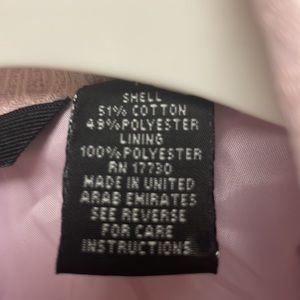 SHELL
51% COTTON
49%POLYESTER
LINING
100%POLYESTER
RN 17730
MADE IN UNITED
ARAB EMIRATES
SEE REVERSE
FOR CARE
INSTRUCTIONS